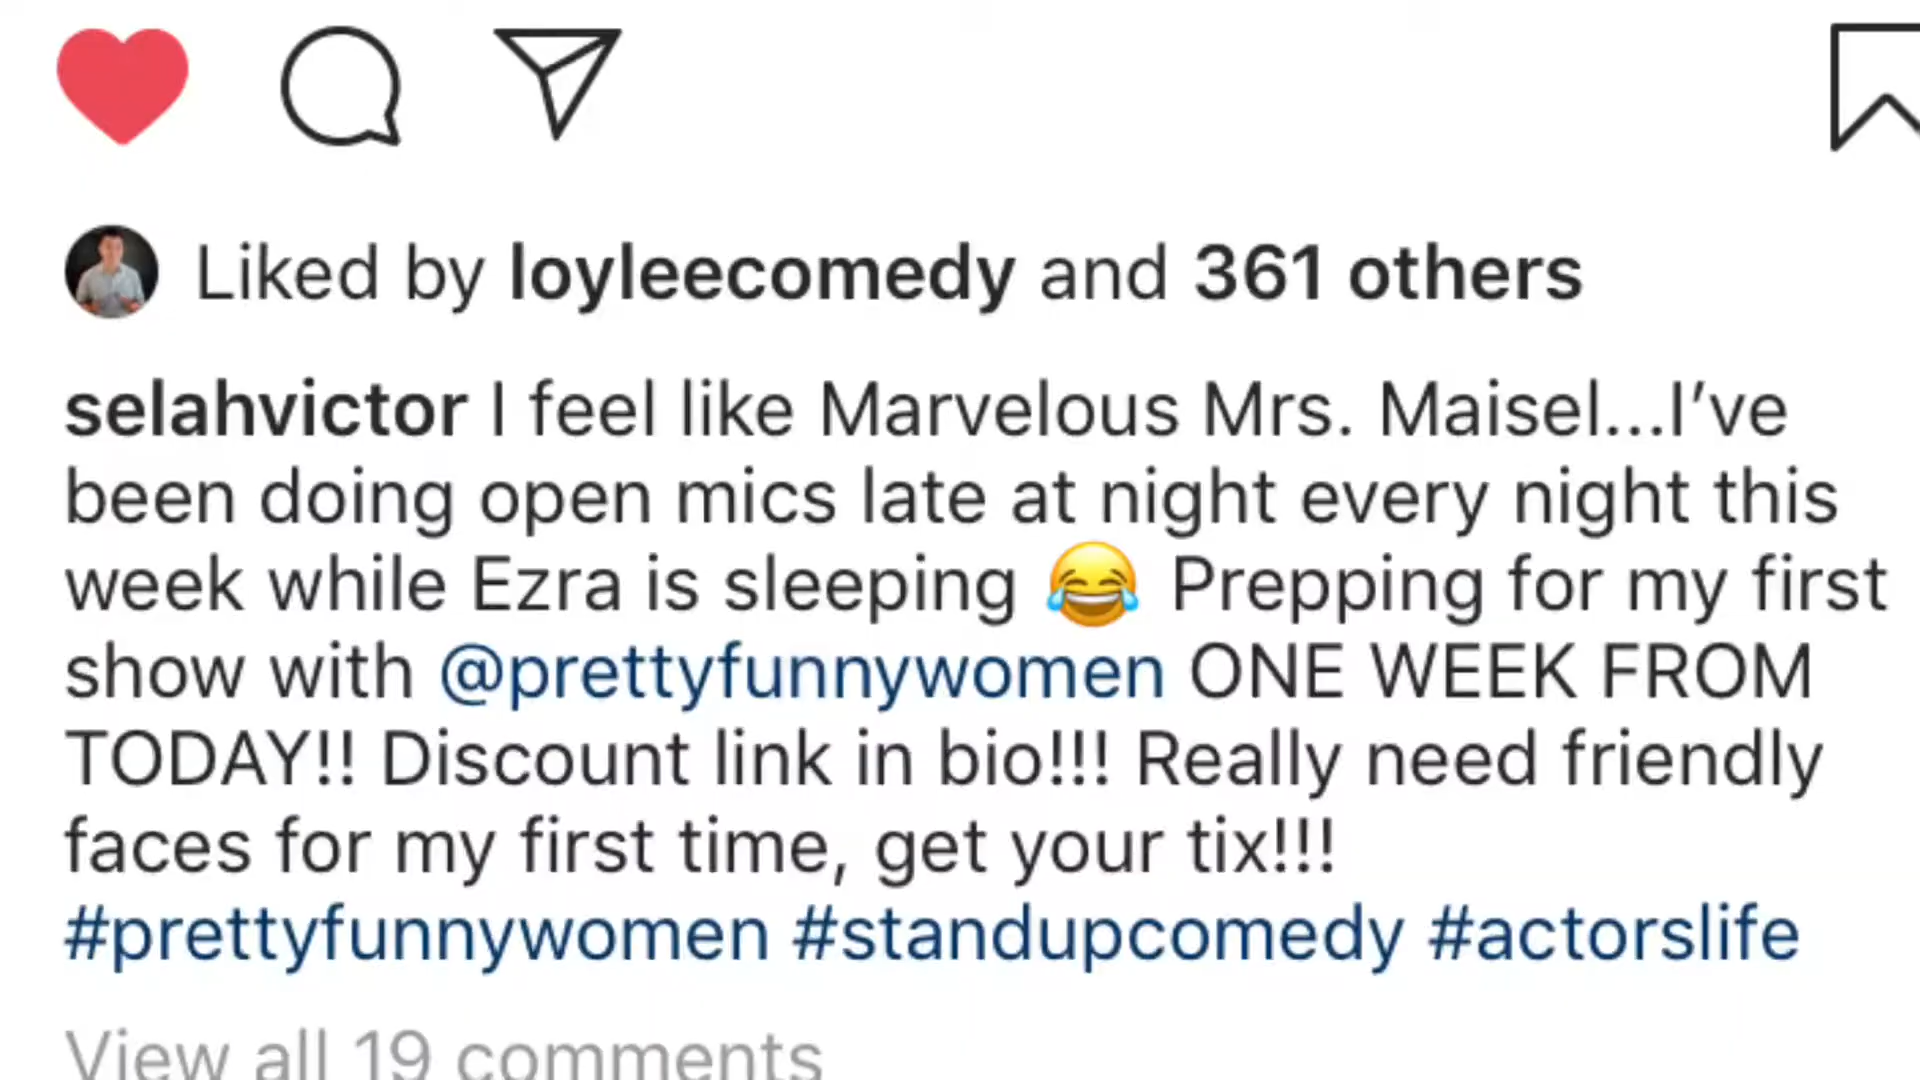 Liked by loyleecomedy and 361 others
selahvictor I feel like Marvelous Mrs. Maisel...I’ve
been doing open mics late at night every night this
week while Ezra is sleeping 😂 Prepping for my first
show with @prettyfunnywomen ONE WEEK FROM
TODAY!! Discount link in bio!!! Really need friendly
faces for my first time, get your tix!!!
#prettyfunnywomen #standupcomedy #actorslife
View all 19 comments